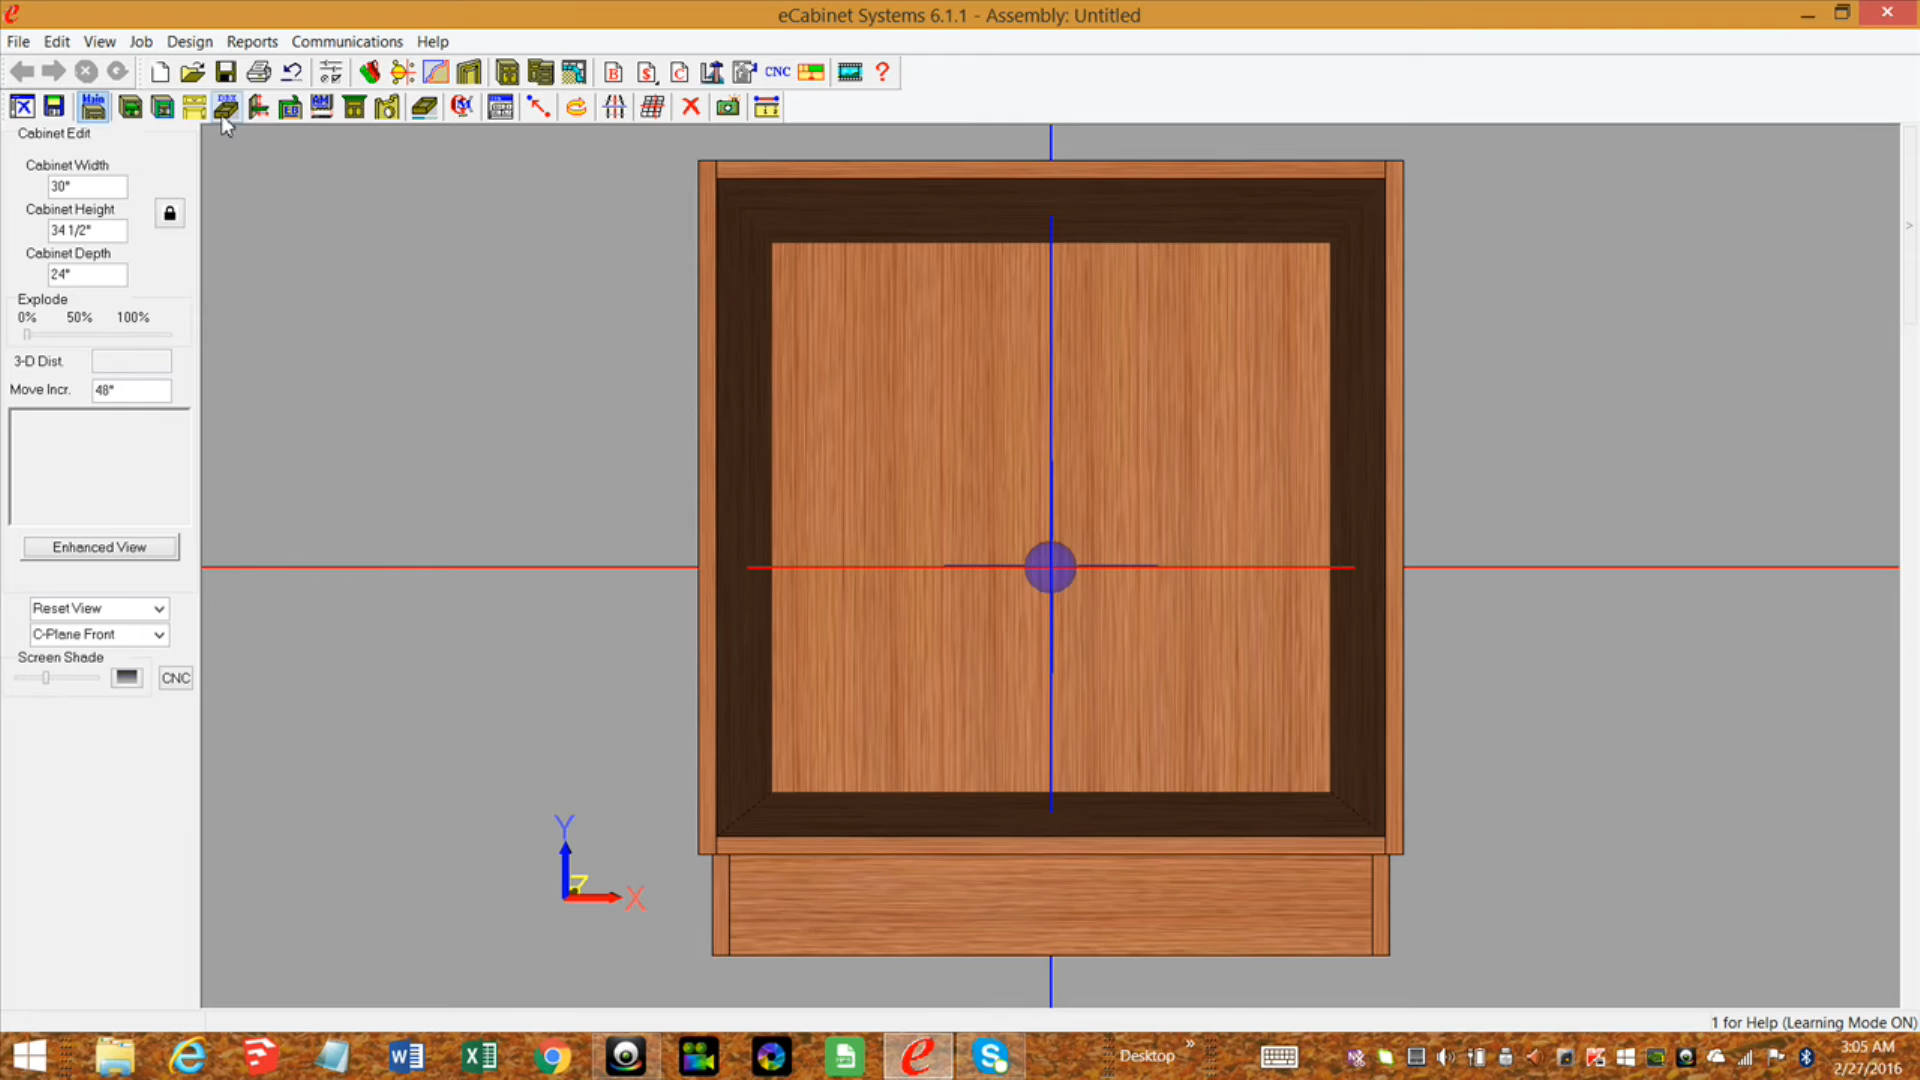 eCabinet Systems 6.1.1 - Assembly: Untitled
File Edit View Job Design Reports Communications Help
B $ C CNC ?
Main DBX EB
Cabinet Edit
Cabinet Width
30"
Cabinet Height
34 1/2"
Cabinet Depth
24"
Explode
0% 50% 100%
3-D Dist.
Move Incr. 48"
Enhanced View
Reset View
C-Plane Front
Screen Shade
CNC
Y
Z
X
1 for Help (Learning Mode ON)
Desktop
3:05 AM
2/27/2016